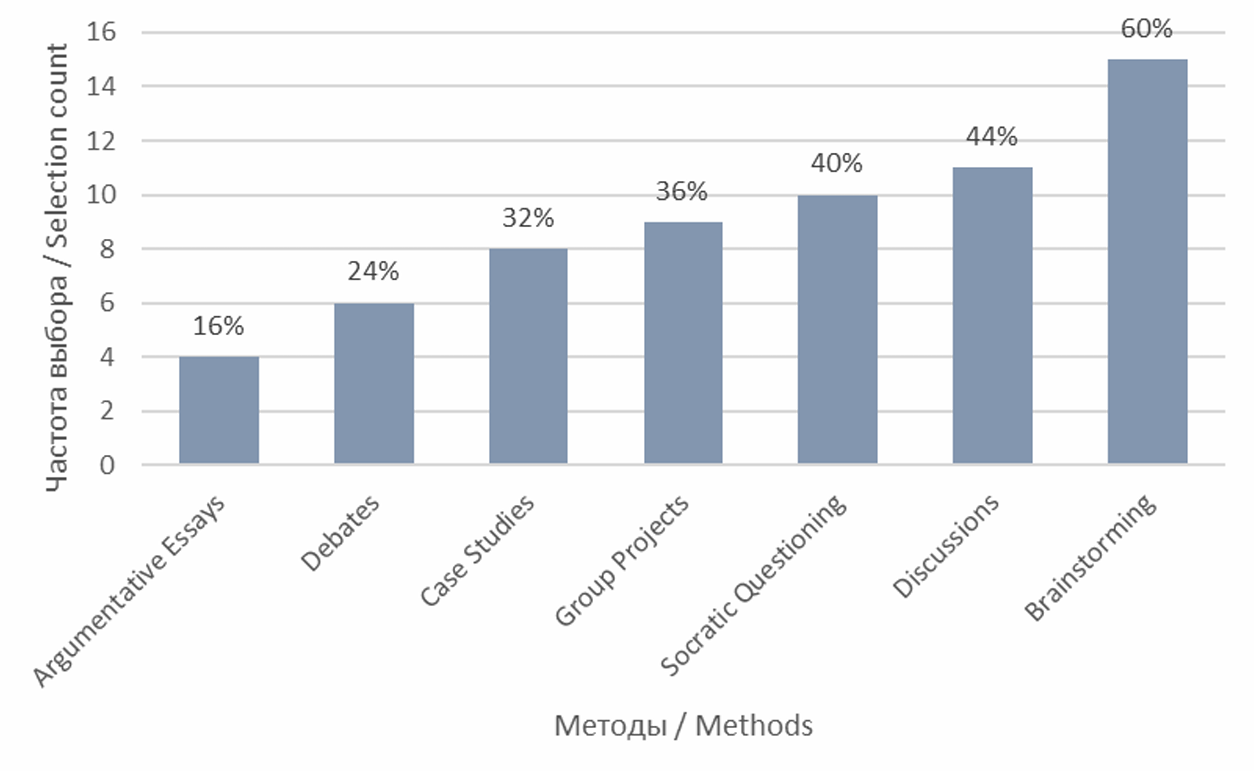 Частота выбора / Selection count
16
14
12
10
8
6
4
2
0
16%
24%
32%
36%
40%
44%
60%
Argumentative Essays
Debates
Case Studies
Group Projects
Socratic Questioning
Discussions
Brainstorming
Методы / Methods